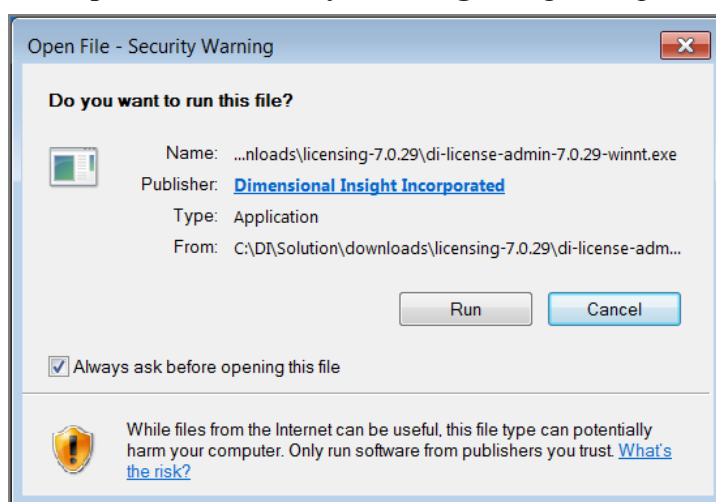 Open File - Security Warning
Do you want to run this file?
Name: ...nloads\licensing-7.0.29\di-license-admin-7.0.29-winnt.exe
Publisher: Dimensional Insight Incorporated
Type: Application
From: C:\DI\Solution\downloads\licensing-7.0.29\di-license-adm...
Run Cancel
Always ask before opening this file
While files from the Internet can be useful, this file type can potentially
harm your computer. Only run software from publishers you trust. What's
the risk?